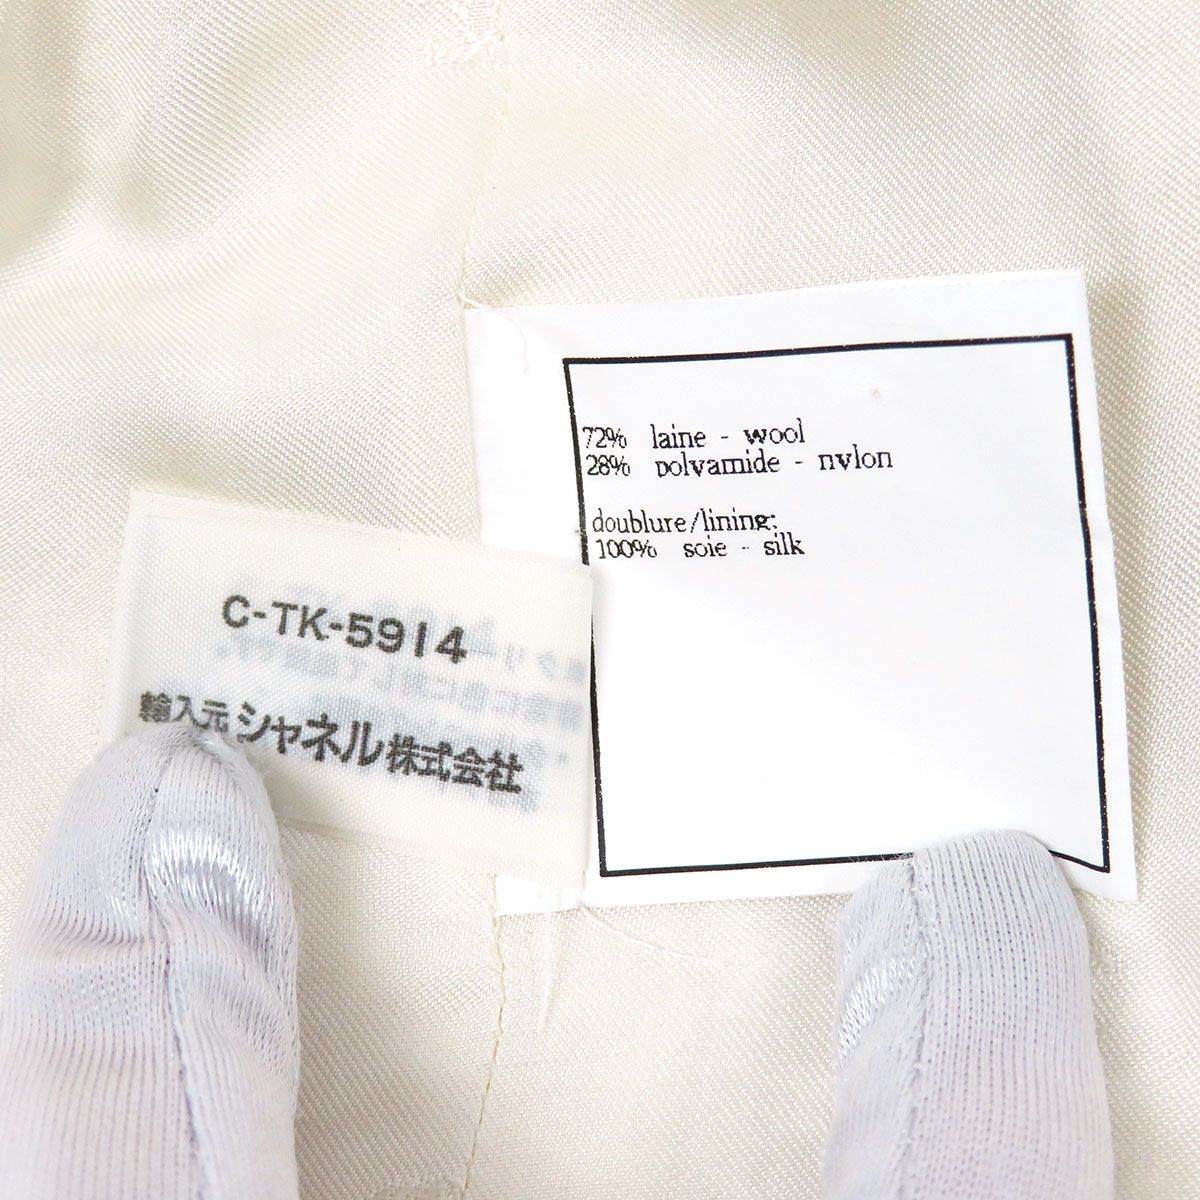 72% laine - wool
28% polyamide - nylon
doublure/lining:
100% soie - silk
C-TK-5914
輸入元シャネル株式会社